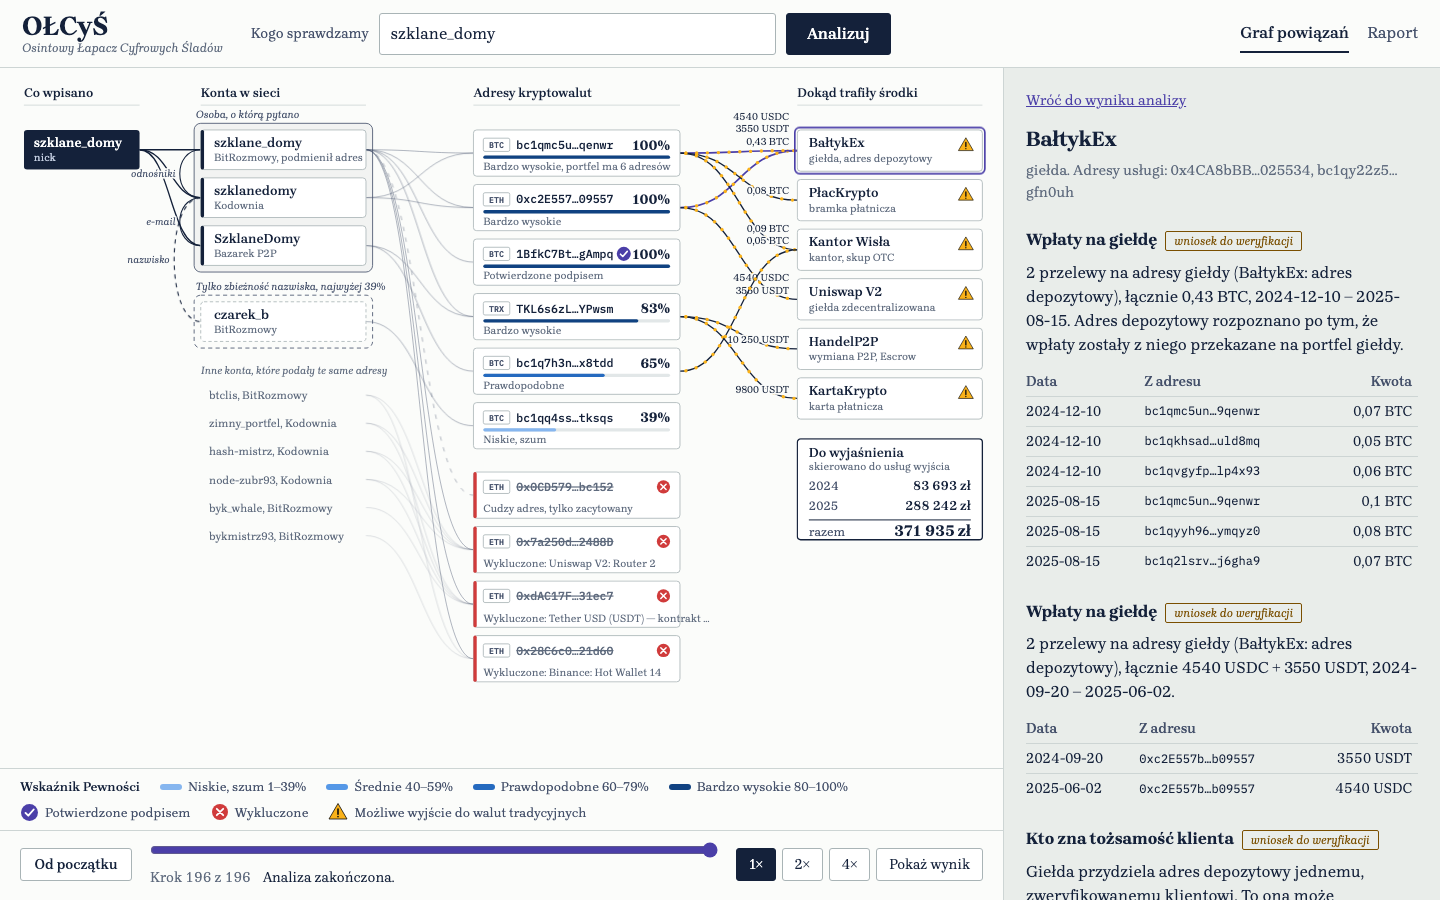 OŁCyŚ
Osintowy Łapacz Cyfrowych Śladów
Kogo sprawdzamy
szklane_domy
Analizuj
Graf powiązań
Raport
Co wpisano
szklane_domy
nick
odnośniki
e-mail
nazwisko
Konta w sieci
Osoba, o którą pytano
szklane_domy
BitRozmowy, podmienił adres
szklanedomy
Kodownia
SzklaneDomy
Bazarek P2P
Tylko zbieżność nazwiska, najwyżej 39%
czarek_b
BitRozmowy
Inne konta, które podały te same adresy
btclis, BitRozmowy
zimny_portfel, Kodownia
hash-mistrz, Kodownia
node-zubr93, Kodownia
byk_whale, BitRozmowy
bykmistrz93, BitRozmowy
Adresy kryptowalut
BTC bc1qmc5u…qenwr 100%
Bardzo wysokie, portfel ma 6 adresów
ETH 0xc2E557…09557 100%
Bardzo wysokie
BTC 1BfkC7Bt…gAmpq 100%
Potwierdzone podpisem
TRX TKL6s6zL…YPwsm 83%
Bardzo wysokie
BTC bc1q7h3n…x8tdd 65%
Prawdopodobne
BTC bc1qq4ss…tksqs 39%
Niskie, szum
ETH 0x0CD579…bc152
Cudzy adres, tylko zacytowany
ETH 0x7a250d…2488D
Wykluczone: Uniswap V2: Router 2
ETH 0xdAC17F…31ec7
Wykluczone: Tether USD (USDT) — kontrakt …
ETH 0x28C6c0…21d60
Wykluczone: Binance: Hot Wallet 14
4540 USDC
3550 USDT
0,43 BTC
0,08 BTC
0,09 BTC
0,05 BTC
4540 USDC
3560 USDT
10 250 USDT
9800 USDT
Dokąd trafiły środki
BałtykEx
giełda, adres depozytowy
PłacKrypto
bramka płatnicza
Kantor Wisła
kantor, skup OTC
Uniswap V2
giełda zdecentralizowana
HandelP2P
wymiana P2P, Escrow
KartaKrypto
karta płatnicza
Do wyjaśnienia
skierowano do usług wyjścia
2024 83 693 zł
2025 288 242 zł
razem 371 935 zł
Wskaźnik Pewności
Niskie, szum 1–39%
Średnie 40–59%
Prawdopodobne 60–79%
Bardzo wysokie 80–100%
Potwierdzone podpisem
Wykluczone
Możliwe wyjście do walut tradycyjnych
Od początku
Krok 196 z 196 Analiza zakończona.
1×
2×
4×
Pokaż wynik
Wróć do wyniku analizy
BałtykEx
giełda. Adresy usługi: 0x4CA8bBB…025534, bc1qy22z5…
gfn0uh
Wpłaty na giełdę wniosek do weryfikacji
2 przelewy na adresy giełdy (BałtykEx: adres
depozytowy), łącznie 0,43 BTC, 2024-12-10 – 2025-
08-15. Adres depozytowy rozpoznano po tym, że
wpłaty zostały z niego przekazane na portfel giełdy.
Data Z adresu Kwota
2024-12-10 bc1qmc5un…9qenwr 0,07 BTC
2024-12-10 bc1qkhsad…uld8mq 0,05 BTC
2024-12-10 bc1qvgyfp…lp4x93 0,06 BTC
2025-08-15 bc1qmc5un…9qenwr 0,1 BTC
2025-08-15 bc1qyyh96…ymqyz0 0,08 BTC
2025-08-15 bc1q2lsrv…j6gha9 0,07 BTC
Wpłaty na giełdę wniosek do weryfikacji
2 przelewy na adresy giełdy (BałtykEx: adres
depozytowy), łącznie 4540 USDC + 3550 USDT, 2024-
09-20 – 2025-06-02.
Data Z adresu Kwota
2024-09-20 0xc2E557b…b09557 3550 USDT
2025-06-02 0xc2E557b…b09557 4540 USDC
Kto zna tożsamość klienta wniosek do weryfikacji
Giełda przydziela adres depozytowy jednemu,
zweryfikowanemu klientowi. To ona może